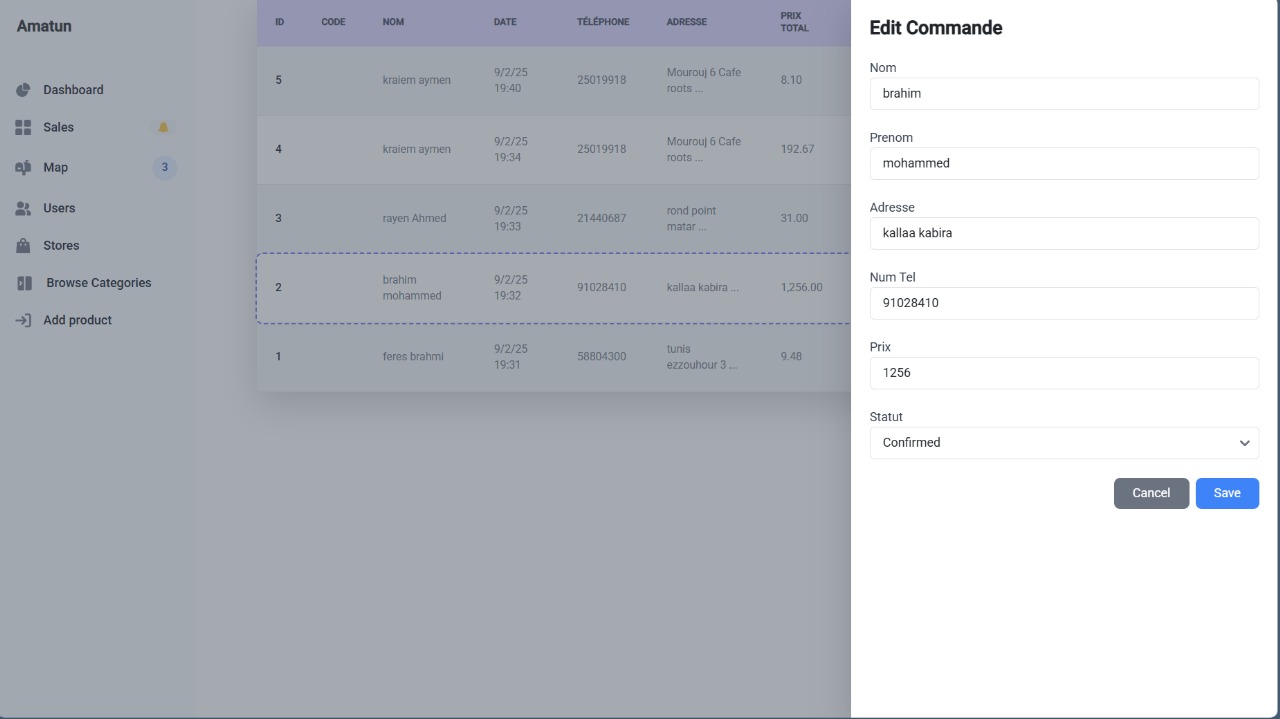 Amatun
Dashboard
Sales
Map 3
Users
Stores
Browse Categories
Add product
ID CODE NOM DATE TÉLÉPHONE ADRESSE PRIX TOTAL
5 kraiem aymen 9/2/25 19:40 25019918 Mourouj 6 Cafe roots ... 8.10
4 kraiem aymen 9/2/25 19:34 25019918 Mourouj 6 Cafe roots ... 192.67
3 rayen Ahmed 9/2/25 19:33 21440687 rond point matar ... 31.00
2 brahim mohammed 9/2/25 19:32 91028410 kallaa kabira ... 1,256.00
1 feres brahmi 9/2/25 19:31 58804300 tunis ezzouhour 3 ... 9.48
Edit Commande
Nom
brahim
Prenom
mohammed
Adresse
kallaa kabira
Num Tel
91028410
Prix
1256
Statut
Confirmed
Cancel Save